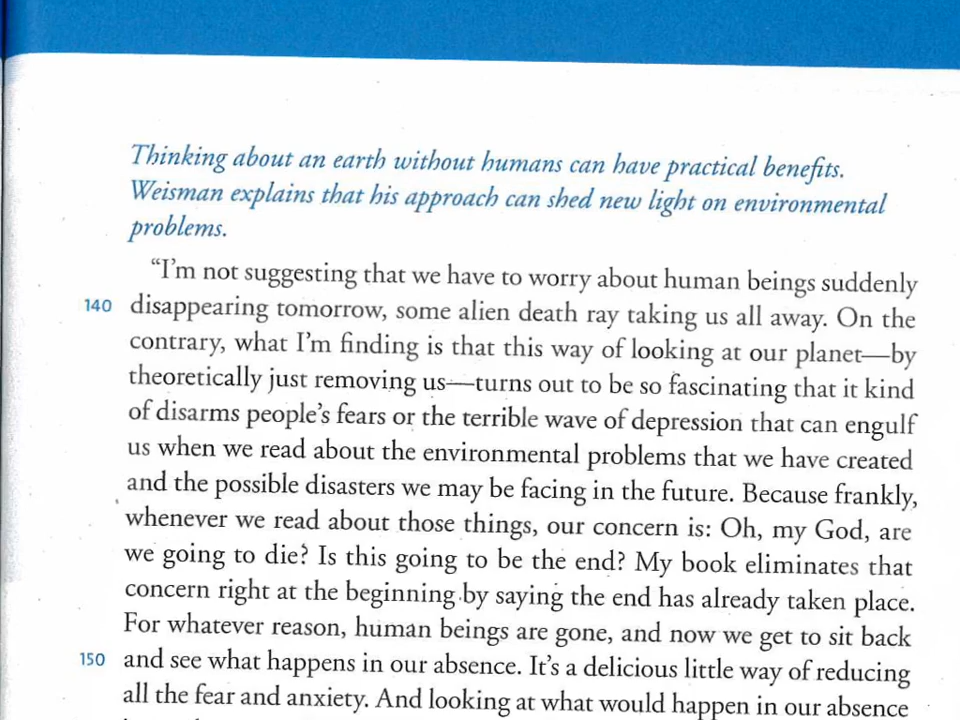 Thinking about an earth without humans can have practical benefits.
Weisman explains that his approach can shed new light on environmental
problems.
“I’m not suggesting that we have to worry about human beings suddenly
140 disappearing tomorrow, some alien death ray taking us all away. On the
contrary, what I’m finding is that this way of looking at our planet—by
theoretically just removing us—turns out to be so fascinating that it kind
of disarms people’s fears or the terrible wave of depression that can engulf
us when we read about the environmental problems that we have created
and the possible disasters we may be facing in the future. Because frankly,
whenever we read about those things, our concern is: Oh, my God, are
we going to die? Is this going to be the end? My book eliminates that
concern right at the beginning by saying the end has already taken place.
For whatever reason, human beings are gone, and now we get to sit back
150 and see what happens in our absence. It’s a delicious little way of reducing
all the fear and anxiety. And looking at what would happen in our absence